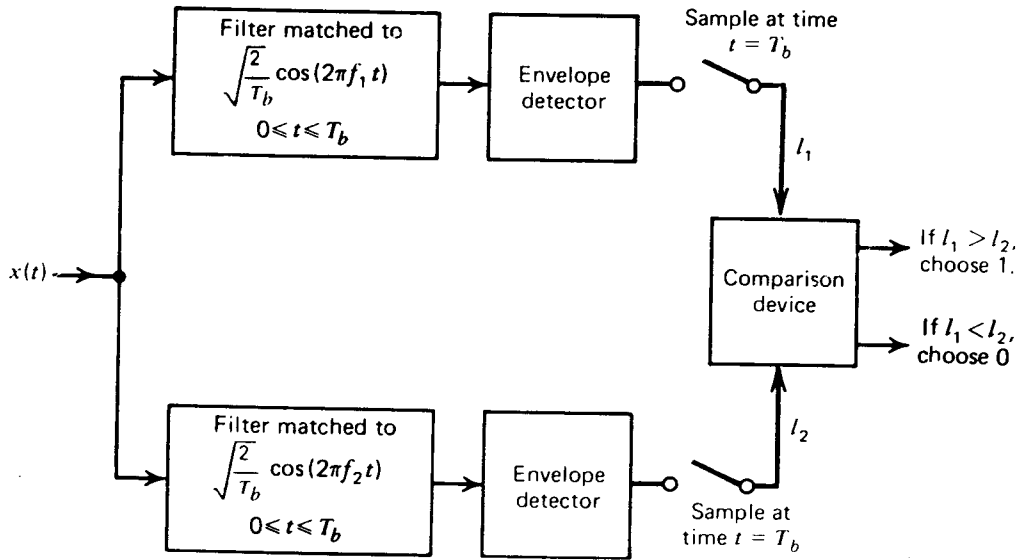 Filter matched to
√2/T_b cos (2πf₁ t)
0 ⩽ t ⩽ T_b
Envelope
detector
Sample at time
t = T_b
l₁
x(t)
Comparison
device
If l₁ > l₂,
choose 1.
If l₁ < l₂,
choose 0
Filter matched to
√2/T_b cos (2πf₂ t)
0 ⩽ t ⩽ T_b
Envelope
detector
l₂
Sample at
time t = T_b